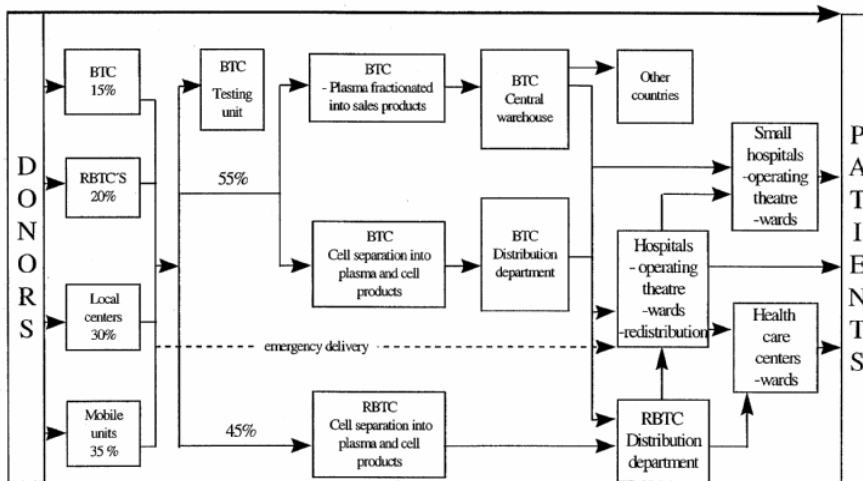 DONORS
BTC
15%
RBTC'S
20%
Local
centers
30%
Mobile
units
35 %
BTC
Testing
unit
55%
45%
BTC
- Plasma fractionated
into sales products
BTC
Cell separation into
plasma and cell
products
emergency delivery
RBTC
Cell separation into
plasma and cell
products
BTC
Central
warehouse
BTC
Distribution
department
Other
countries
Hospitals
- operating
theatre
-wards
-redistribution
RBTC
Distribution
department
Small
hospitals
-operating
theatre
-wards
Health
care
centers
-wards
PATIENTS